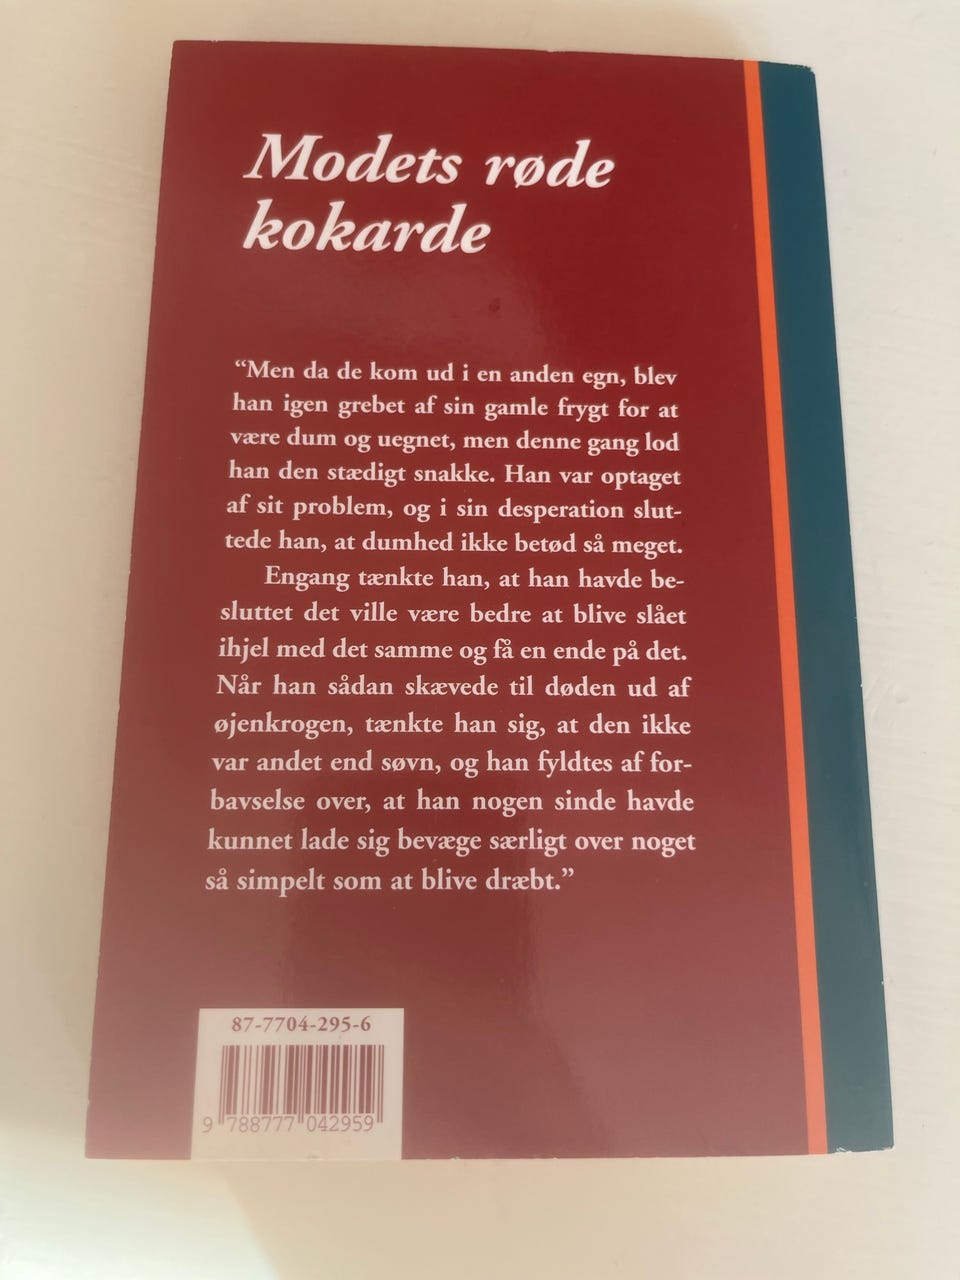 Modets røde
kokarde
“Men da de kom ud i en anden egn, blev
han igen grebet af sin gamle frygt for at
være dum og uegnet, men denne gang lod
han den stædigt snakke. Han var optaget
af sit problem, og i sin desperation slut-
tede han, at dumhed ikke betød så meget.
Engang tænkte han, at han havde be-
sluttet det ville være bedre at blive slået
ihjel med det samme og få en ende på det.
Når han sådan skævede til døden ud af
øjenkrogen, tænkte han sig, at den ikke
var andet end søvn, og han fyldtes af for-
bavselse over, at han nogen sinde havde
kunnet lade sig bevæge særligt over noget
så simpelt som at blive dræbt.”
87-7704-295-6
9 788777 042959